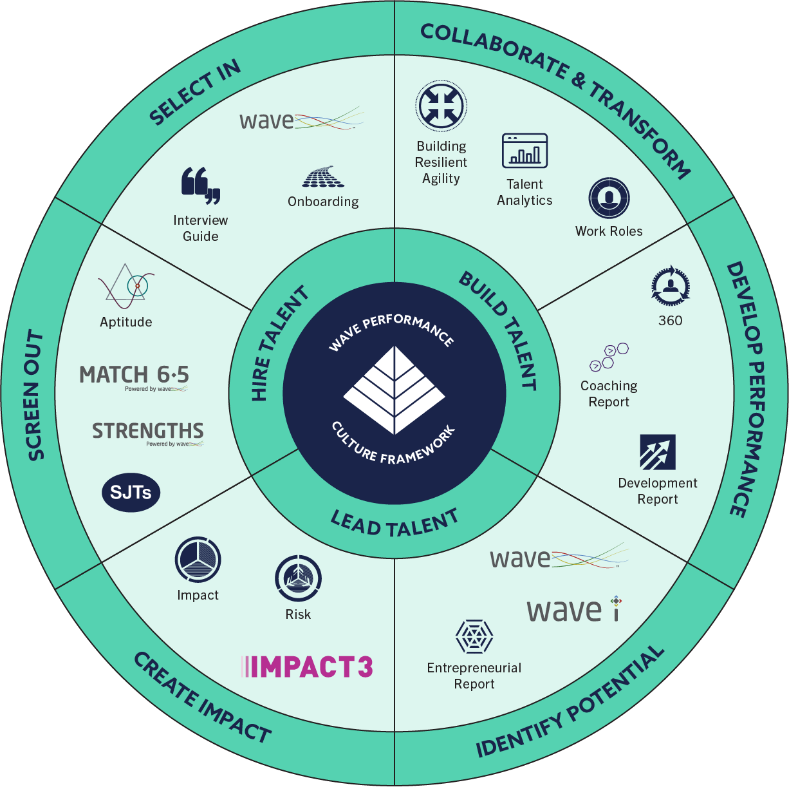 SELECT IN
wave
Interview
Guide
Onboarding
COLLABORATE & TRANSFORM
Building
Resilient
Agility
Talent
Analytics
Work Roles
DEVELOP PERFORMANCE
360
Coaching
Report
Development
Report
IDENTIFY POTENTIAL
wave
wave i
Entrepreneurial
Report
CREATE IMPACT
Impact
Risk
IMPACT3
SCREEN OUT
Aptitude
MATCH 6·5
Powered by wave
STRENGTHS
Powered by wave
SJTs
HIRE TALENT
BUILD TALENT
LEAD TALENT
WAVE PERFORMANCE
CULTURE FRAMEWORK